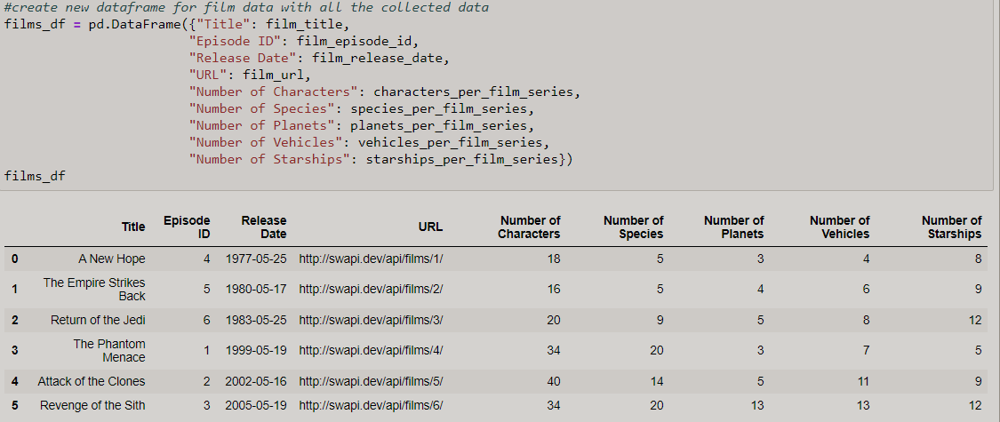 #create new dataframe for film data with all the collected data
films_df = pd.DataFrame({"Title": film_title,
"Episode ID": film_episode_id,
"Release Date": film_release_date,
"URL": film_url,
"Number of Characters": characters_per_film_series,
"Number of Species": species_per_film_series,
"Number of Planets": planets_per_film_series,
"Number of Vehicles": vehicles_per_film_series,
"Number of Starships": starships_per_film_series})
films_df
Title Episode ID Release Date URL Number of Characters Number of Species Number of Planets Number of Vehicles Number of Starships
0 A New Hope 4 1977-05-25 http://swapi.dev/api/films/1/ 18 5 3 4 8
1 The Empire Strikes Back 5 1980-05-17 http://swapi.dev/api/films/2/ 16 5 4 6 9
2 Return of the Jedi 6 1983-05-25 http://swapi.dev/api/films/3/ 20 9 5 8 12
3 The Phantom Menace 1 1999-05-19 http://swapi.dev/api/films/4/ 34 20 3 7 5
4 Attack of the Clones 2 2002-05-16 http://swapi.dev/api/films/5/ 40 14 5 11 9
5 Revenge of the Sith 3 2005-05-19 http://swapi.dev/api/films/6/ 34 20 13 13 12